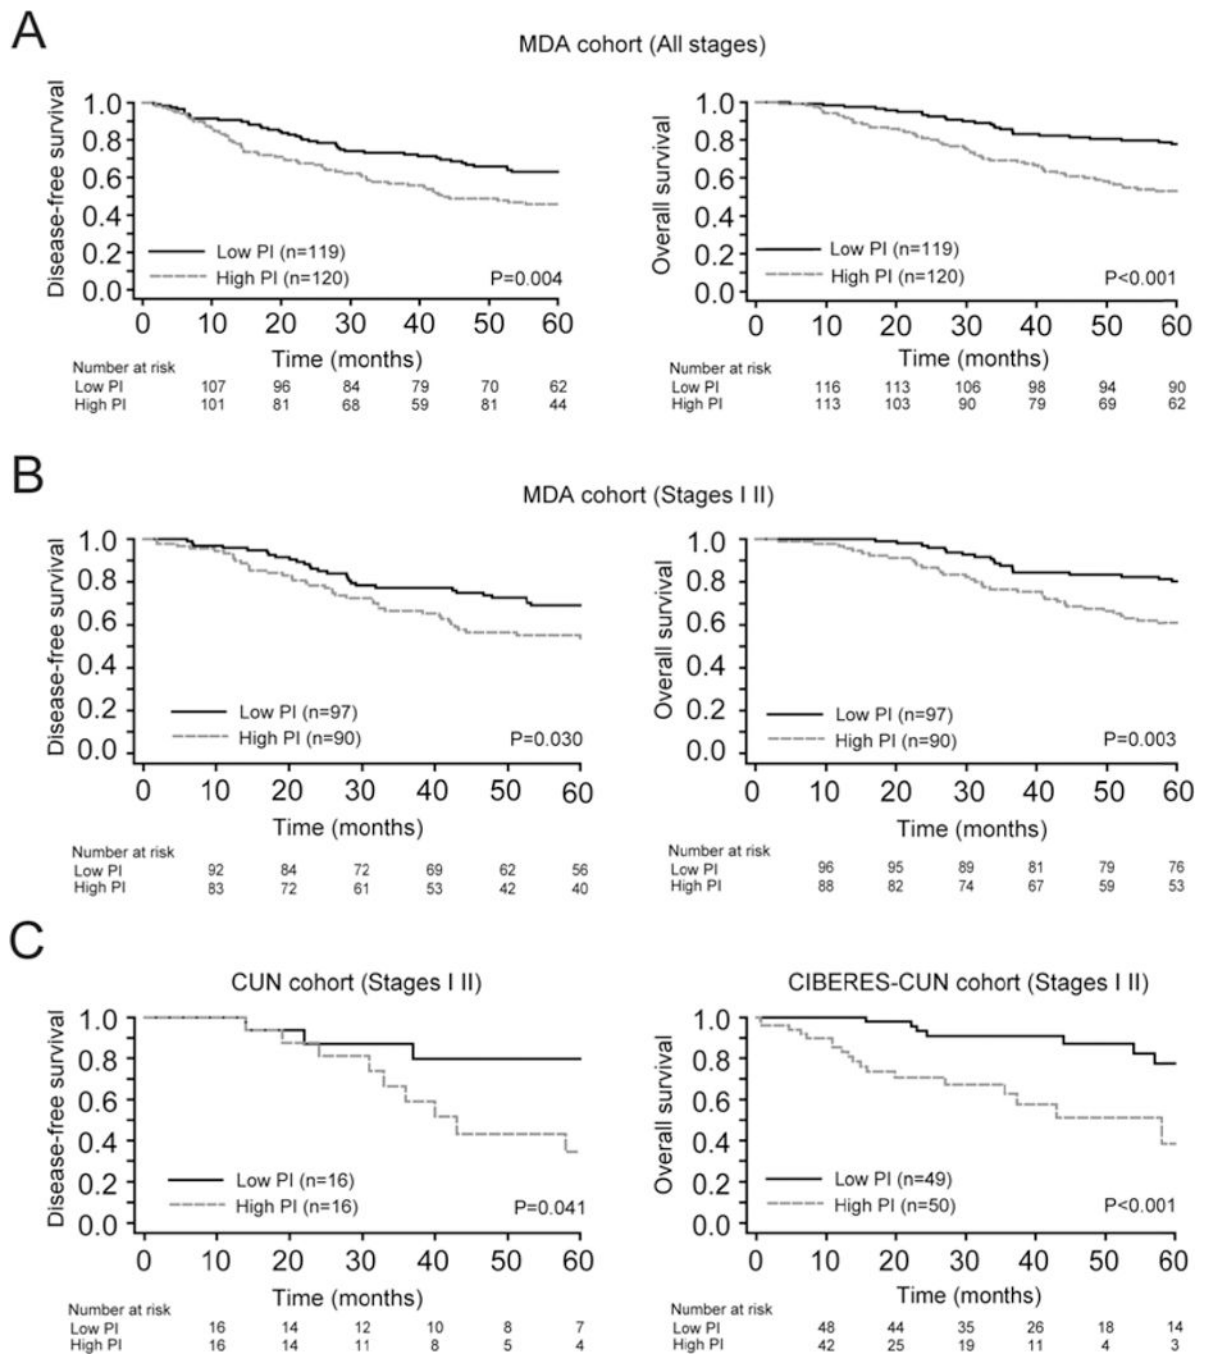 A
MDA cohort (All stages)
Disease-free survival
1.0
0.8
0.6
0.4
0.2
0.0
Low PI (n=119)
High PI (n=120)
P=0.004
0 10 20 30 40 50 60
Time (months)
Number at risk
Low PI 107 96 84 79 70 62
High PI 101 81 68 59 81 44
Overall survival
1.0
0.8
0.6
0.4
0.2
0.0
Low PI (n=119)
High PI (n=120)
P<0.001
0 10 20 30 40 50 60
Time (months)
Number at risk
Low PI 116 113 106 98 94 90
High PI 113 103 90 79 69 62
B
MDA cohort (Stages I II)
Disease-free survival
1.0
0.8
0.6
0.4
0.2
0.0
Low PI (n=97)
High PI (n=90)
P=0.030
0 10 20 30 40 50 60
Time (months)
Number at risk
Low PI 92 84 72 69 62 56
High PI 83 72 61 53 42 40
Overall survival
1.0
0.8
0.6
0.4
0.2
0.0
Low PI (n=97)
High PI (n=90)
P=0.003
0 10 20 30 40 50 60
Time (months)
Number at risk
Low PI 96 95 89 81 79 76
High PI 88 82 74 67 59 53
C
CUN cohort (Stages I II)
Disease-free survival
1.0
0.8
0.6
0.4
0.2
0.0
Low PI (n=16)
High PI (n=16)
P=0.041
0 10 20 30 40 50 60
Time (months)
Number at risk
Low PI 16 14 12 10 8 7
High PI 16 14 11 8 5 4
CIBERES-CUN cohort (Stages I II)
Overall survival
1.0
0.8
0.6
0.4
0.2
0.0
Low PI (n=49)
High PI (n=50)
P<0.001
0 10 20 30 40 50 60
Time (months)
Number at risk
Low PI 48 44 35 26 18 14
High PI 42 25 19 11 4 3